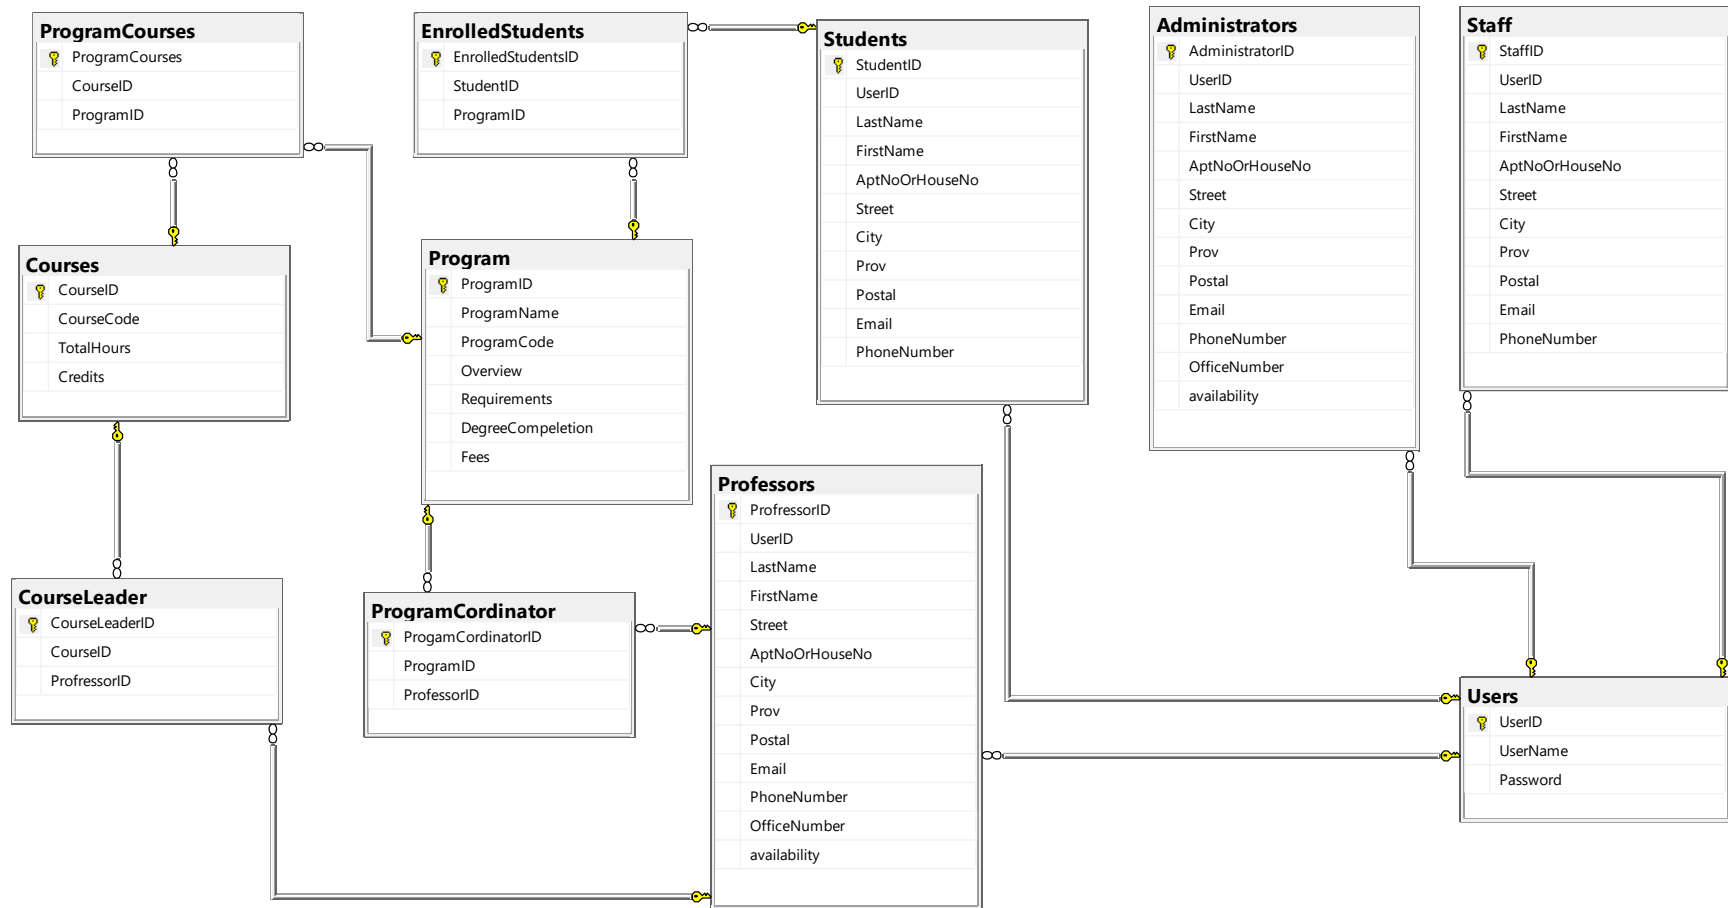 ProgramCourses
ProgramCourses
CourseID
ProgramID
EnrolledStudents
EnrolledStudentsID
StudentID
ProgramID
Students
StudentID
UserID
LastName
FirstName
AptNoOrHouseNo
Street
City
Prov
Postal
Email
PhoneNumber
Administrators
AdministratorID
UserID
LastName
FirstName
AptNoOrHouseNo
Street
City
Prov
Postal
Email
PhoneNumber
OfficeNumber
availability
Staff
StaffID
UserID
LastName
FirstName
AptNoOrHouseNo
Street
City
Prov
Postal
Email
PhoneNumber
Courses
CourseID
CourseCode
TotalHours
Credits
Program
ProgramID
ProgramName
ProgramCode
Overview
Requirements
DegreeCompeletion
Fees
Professors
ProfressorID
UserID
LastName
FirstName
Street
AptNoOrHouseNo
City
Prov
Postal
Email
PhoneNumber
OfficeNumber
availability
CourseLeader
CourseLeaderID
CourseID
ProfressorID
ProgramCordinator
ProgamCordinatorID
ProgramID
ProfessorID
Users
UserID
UserName
Password